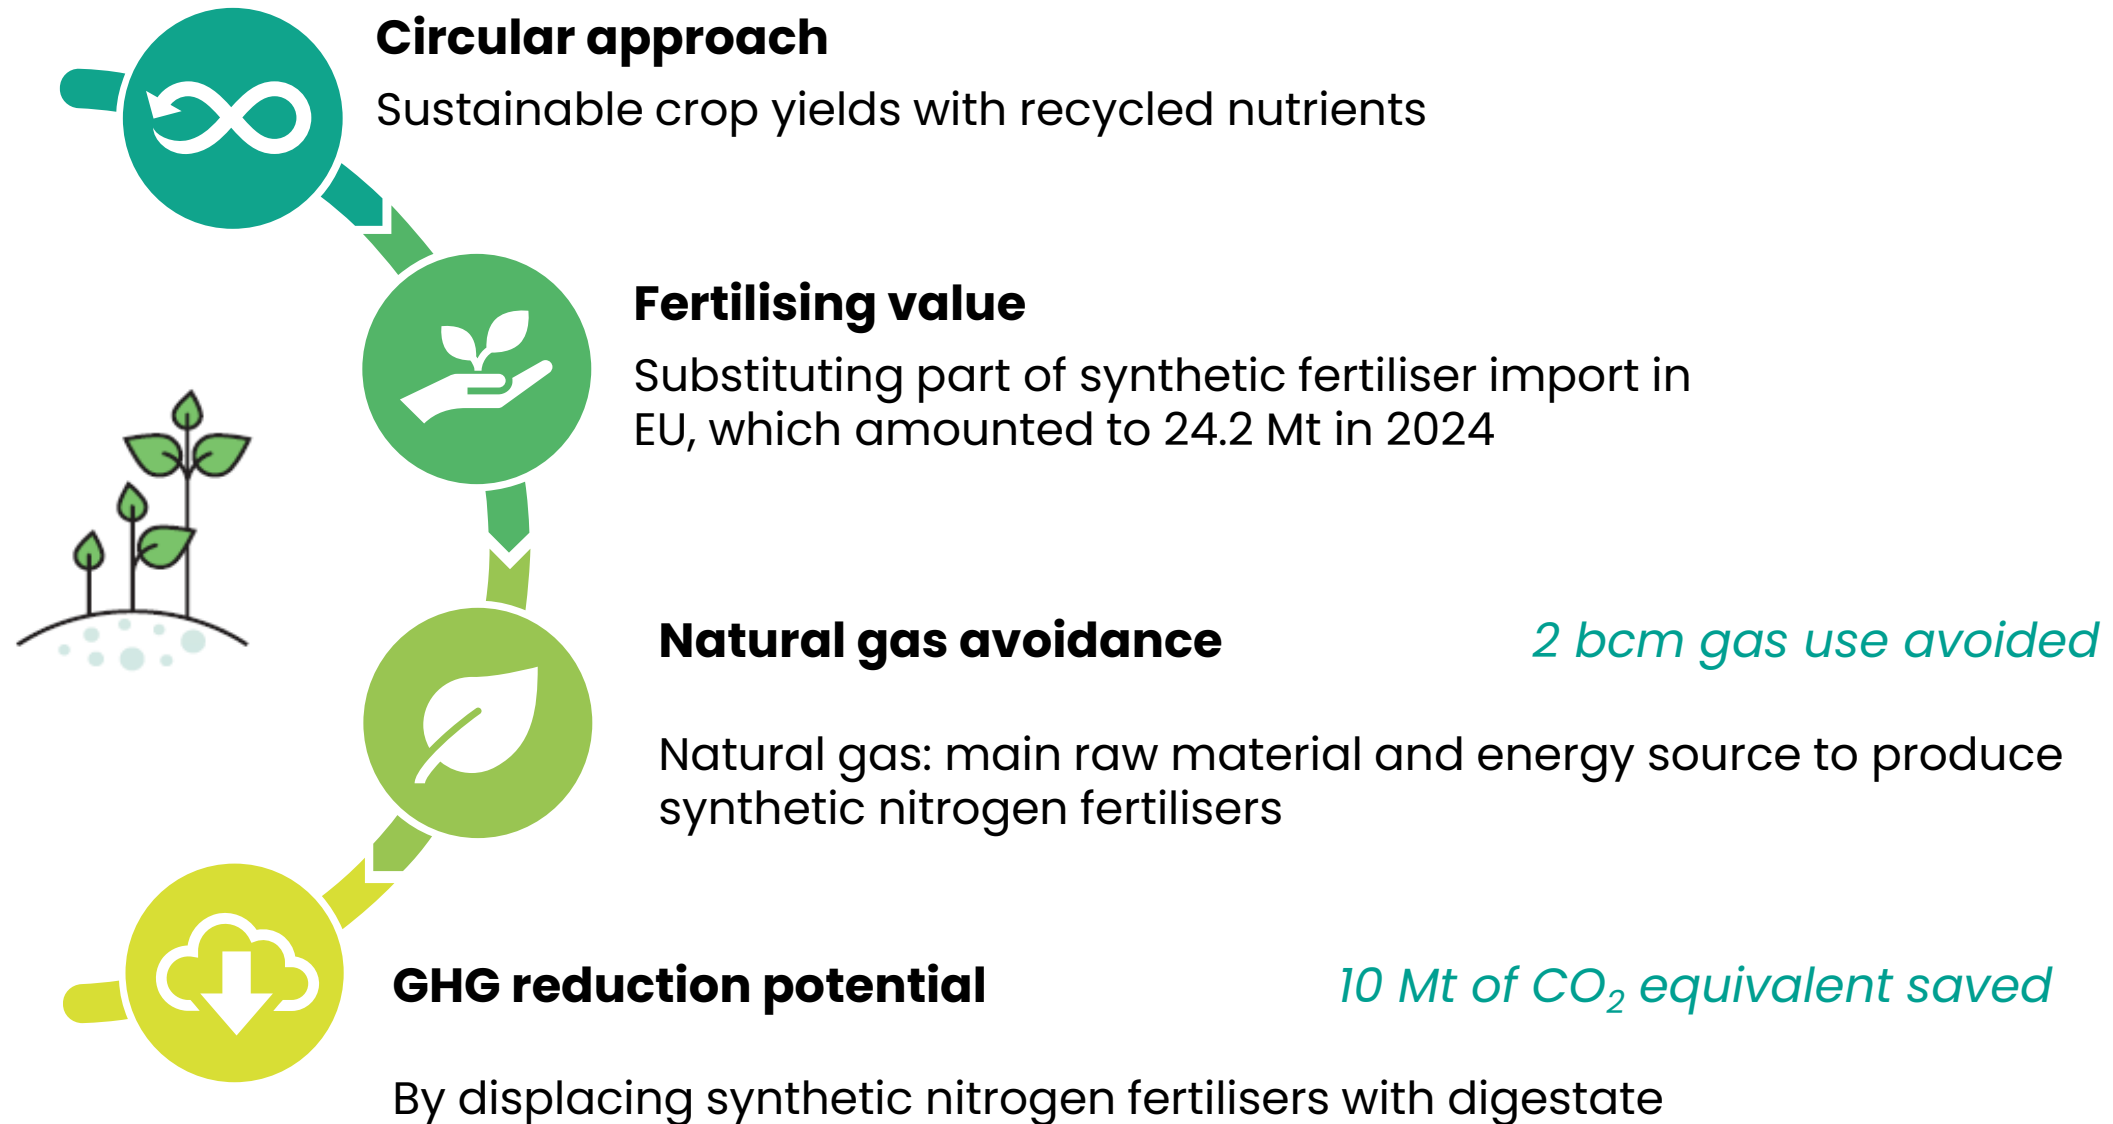 Circular approach
Sustainable crop yields with recycled nutrients
Fertilising value
Substituting part of synthetic fertiliser import in
EU, which amounted to 24.2 Mt in 2024
Natural gas avoidance
2 bcm gas use avoided
Natural gas: main raw material and energy source to produce
synthetic nitrogen fertilisers
GHG reduction potential
10 Mt of CO₂ equivalent saved
By displacing synthetic nitrogen fertilisers with digestate